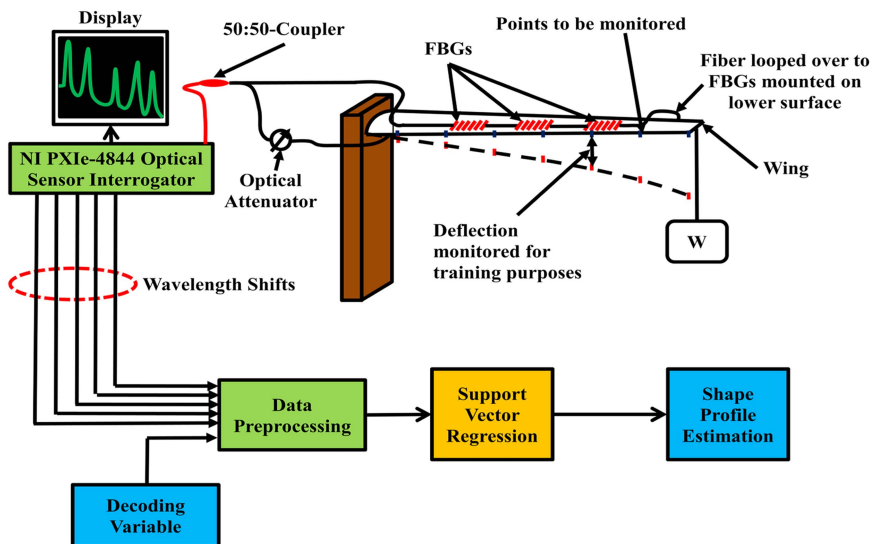 Display
50:50-Coupler
FBGs
Points to be monitored
Fiber looped over to
FBGs mounted on
lower surface
NI PXIe-4844 Optical
Sensor Interrogator
Optical
Attenuator
Wing
Deflection
monitored for
training purposes
W
Wavelength Shifts
Data
Preprocessing
Support
Vector
Regression
Shape
Profile
Estimation
Decoding
Variable